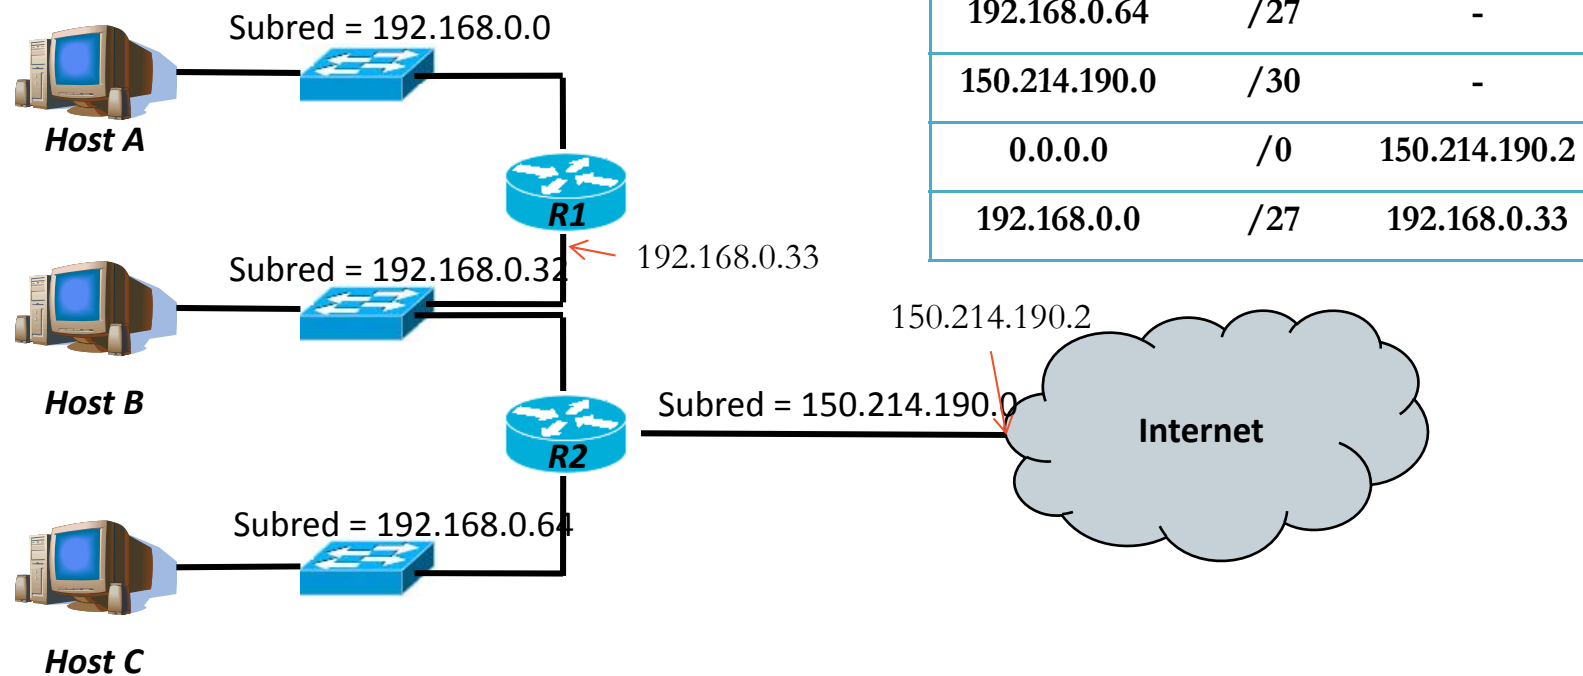 192.168.0.64 /27 -
150.214.190.0 /30 -
0.0.0.0 /0 150.214.190.2
192.168.0.0 /27 192.168.0.33
Subred = 192.168.0.0
Host A
R1
192.168.0.33
Subred = 192.168.0.32
Host B
150.214.190.2
Subred = 150.214.190.0
Internet
R2
Subred = 192.168.0.64
Host C